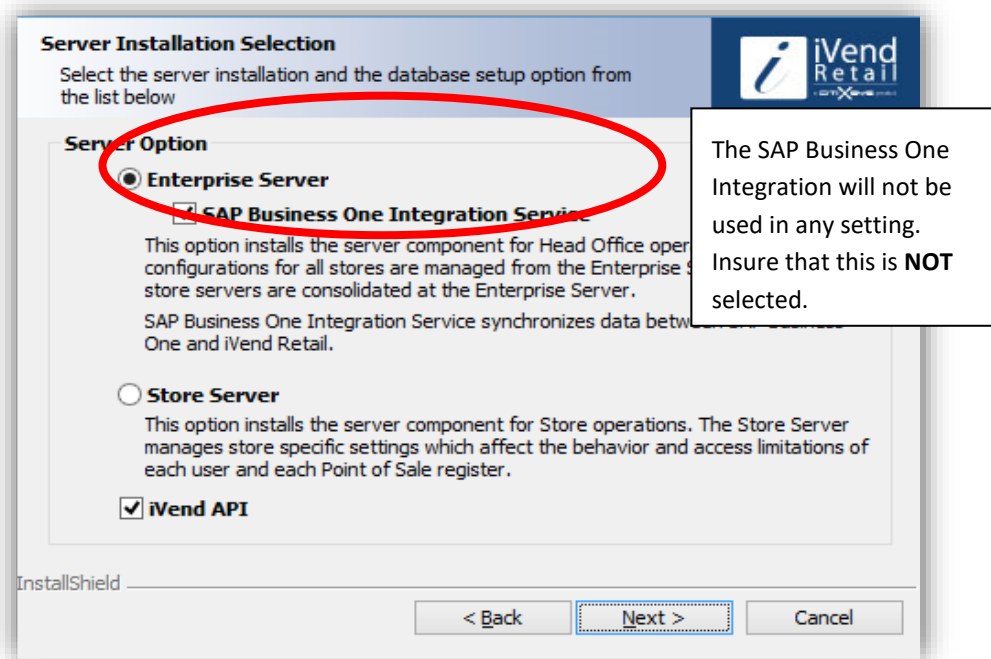 Server Installation Selection
Select the server installation and the database setup option from
the list below
iVend
Retail
Server Option
Enterprise Server
SAP Business One Integration Service
This option installs the server component for Head Office oper
configurations for all stores are managed from the Enterprise S
store servers are consolidated at the Enterprise Server.
SAP Business One Integration Service synchronizes data between SAP Business
One and iVend Retail.
The SAP Business One
Integration will not be
used in any setting.
Insure that this is NOT
selected.
Store Server
This option installs the server component for Store operations. The Store Server
manages store specific settings which affect the behavior and access limitations of
each user and each Point of Sale register.
iVend API
InstallShield
< Back
Next >
Cancel